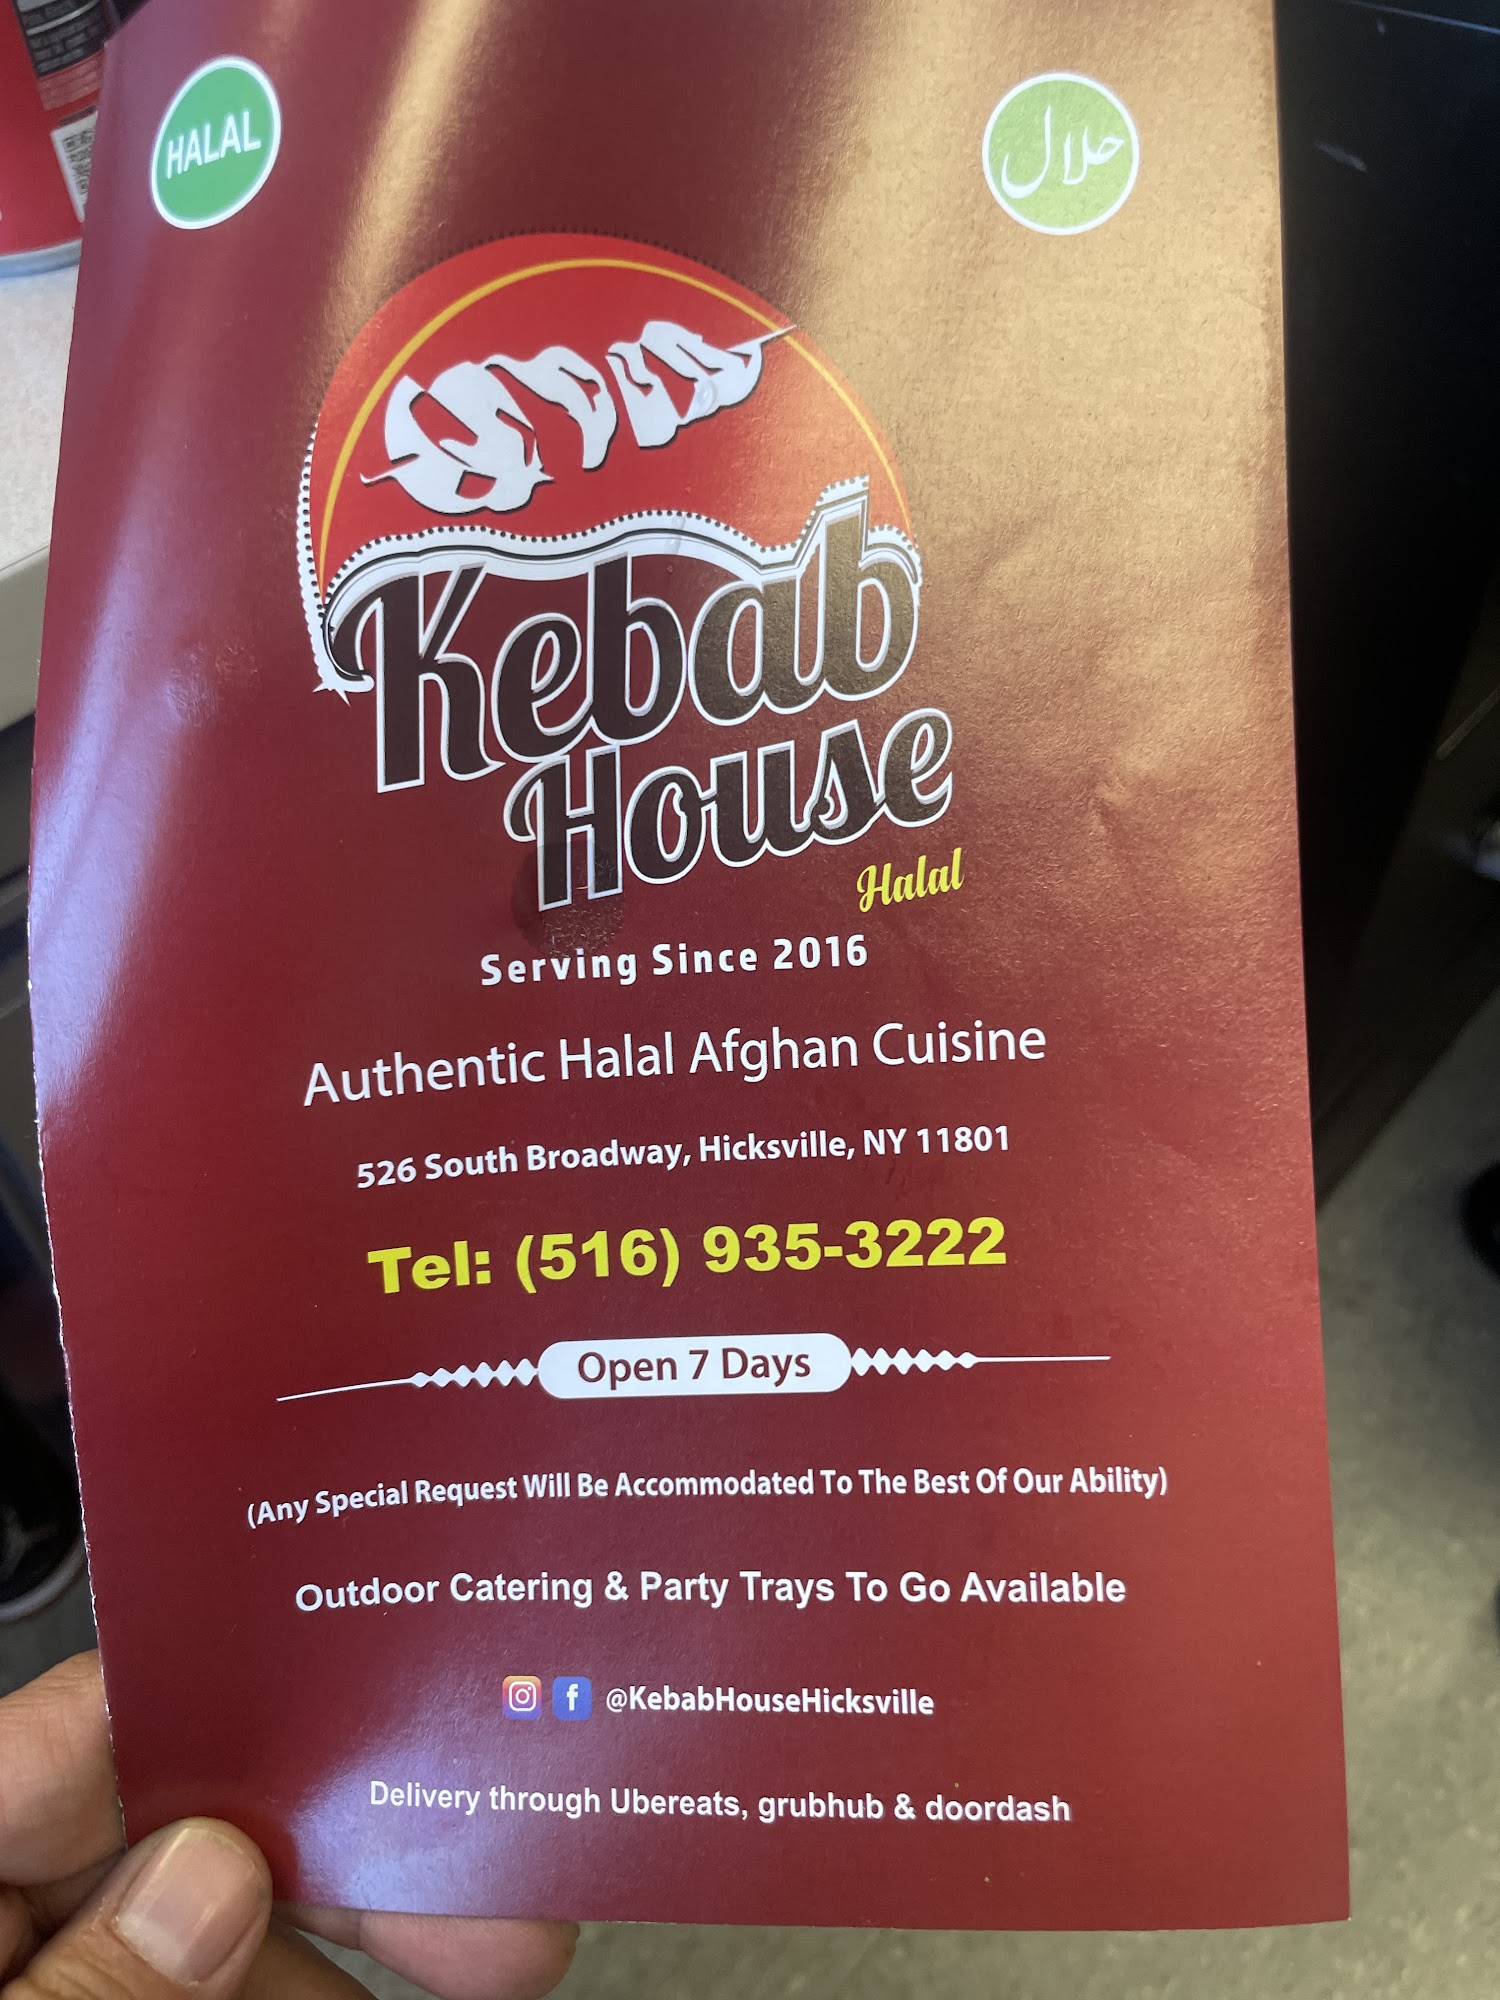 HALAL
حلال
Kebab
House
Halal
Serving Since 2016
Authentic Halal Afghan Cuisine
526 South Broadway, Hicksville, NY 11801
Tel: (516) 935-3222
Open 7 Days
(Any Special Request Will Be Accommodated To The Best Of Our Ability)
Outdoor Catering & Party Trays To Go Available
@KebabHouseHicksville
Delivery through Ubereats, grubhub & doordash